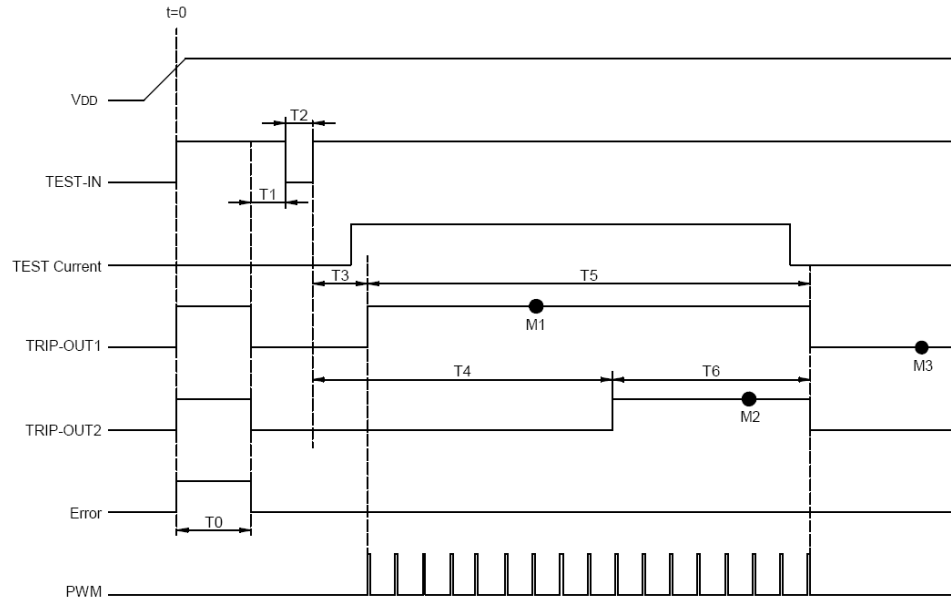 t=0
VDD
T2
TEST-IN
T1
TEST Current
T3
T5
M1
TRIP-OUT1
M3
T4
T6
M2
TRIP-OUT2
Error
T0
PWM